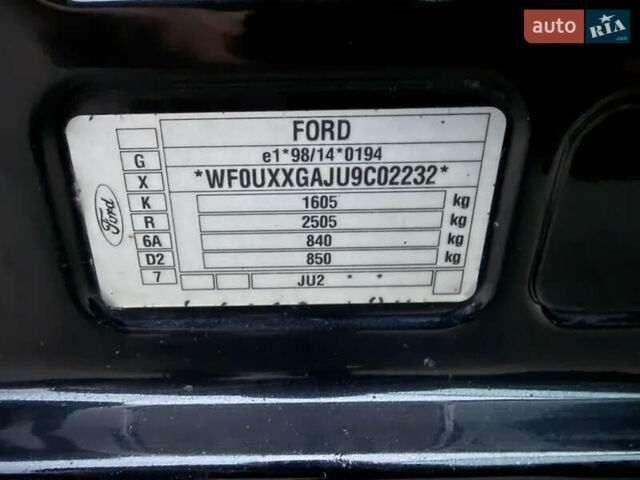 auto RIA.com
FORD
e1*98/14*0194
*WF0UXXGAJU9C02232*
G
X
K 1605 kg
R 2505 kg
6A 840 kg
D2 850 kg
7 JU2 * *
Ford